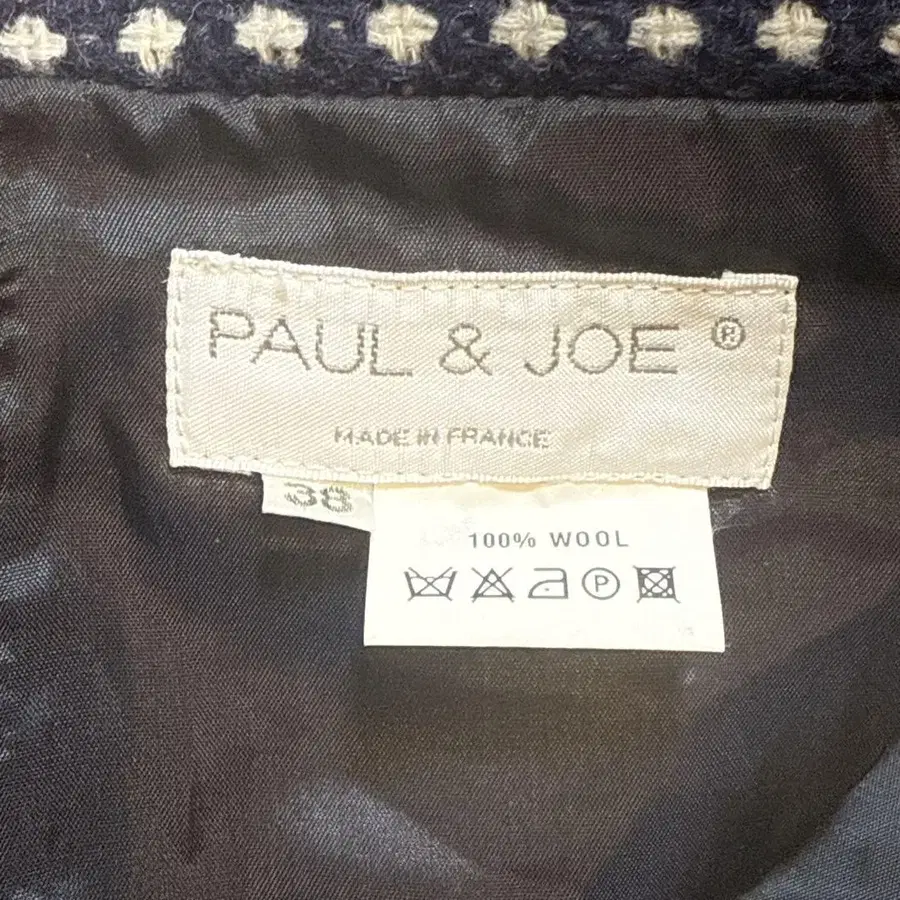 PAUL & JOE ®
MADE IN FRANCE
38
100% WOOL
P